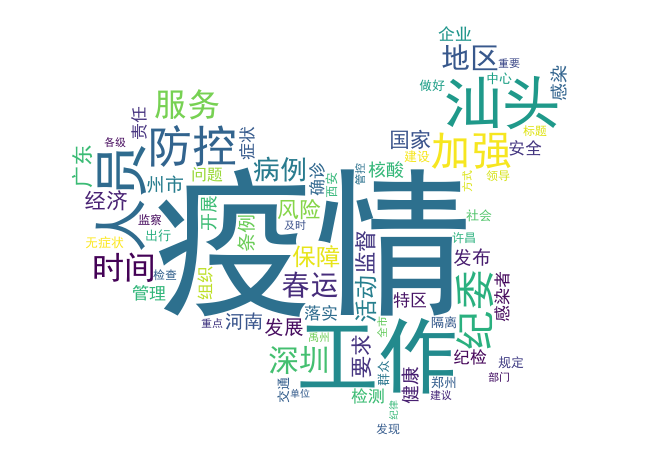 企业
地区
重要
做好
中心
感染
汕头
服务
责任
各级
防控
症状
国家
加强
标题
安全
建设
广东
州市
问题
病例
确诊
西安
管控
核酸
方式
领导
经济
人员
监察
开展
风险
及时
疫情
条例
社会
无症状
出行
保障
监督
许昌
时间
检查
组织
春运
活动
发布
管理
特区
纪委
感染者
重点
河南
发展
落实
全市
隔离
禹州
深圳
工作
要求
群众
纪检
规定
郑州
部门
交通
单位
检测
健康
建议
纪律
发现